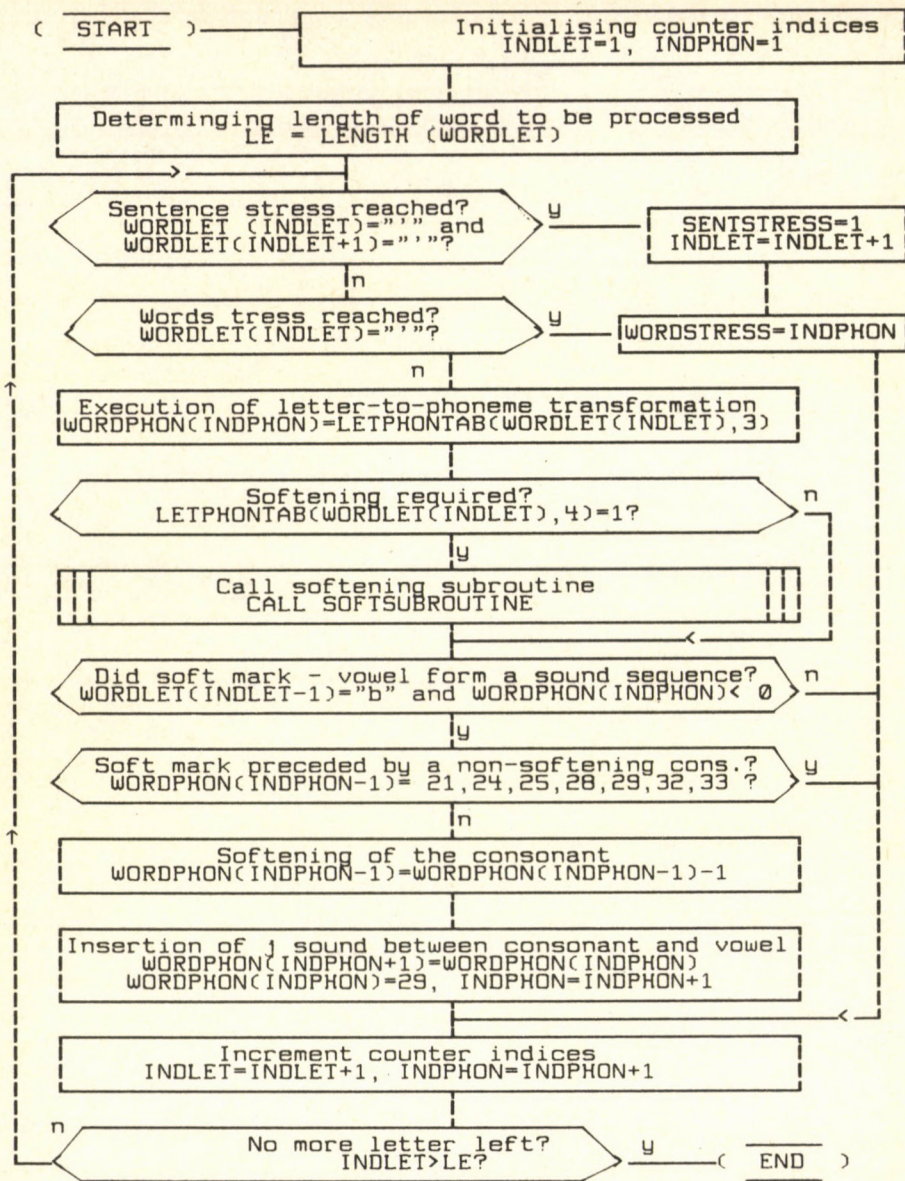 ( START )
Initialising counter indices
INDLET=1, INDPHON=1
Determinging length of word to be processed
LE = LENGTH (WORDLET)
Sentence stress reached?
WORDLET (INDLET)="'" and
WORDLET(INDLET+1)="'"?
y
SENTSTRESS=1
INDLET=INDLET+1
n
Words tress reached?
WORDLET(INDLET)="'"?
y
WORDSTRESS=INDPHON
n
Execution of letter-to-phoneme transformation
WORDPHON(INDPHON)=LETPHONTAB(WORDLET(INDLET),3)
Softening required?
LETPHONTAB(WORDLET(INDLET),4)=1?
n
y
Call softening subroutine
CALL SOFTSUBROUTINE
Did soft mark - vowel form a sound sequence?
WORDLET(INDLET-1)="b" and WORDPHON(INDPHON)< 0
n
y
Soft mark preceded by a non-softening cons.?
WORDPHON(INDPHON-1)= 21,24,25,28,29,32,33 ?
y
n
Softening of the consonant
WORDPHON(INDPHON-1)=WORDPHON(INDPHON-1)-1
Insertion of j sound between consonant and vowel
WORDPHON(INDPHON+1)=WORDPHON(INDPHON)
WORDPHON(INDPHON)=29, INDPHON=INDPHON+1
Increment counter indices
INDLET=INDLET+1, INDPHON=INDPHON+1
n
No more letter left?
INDLET>LE?
y
( END )